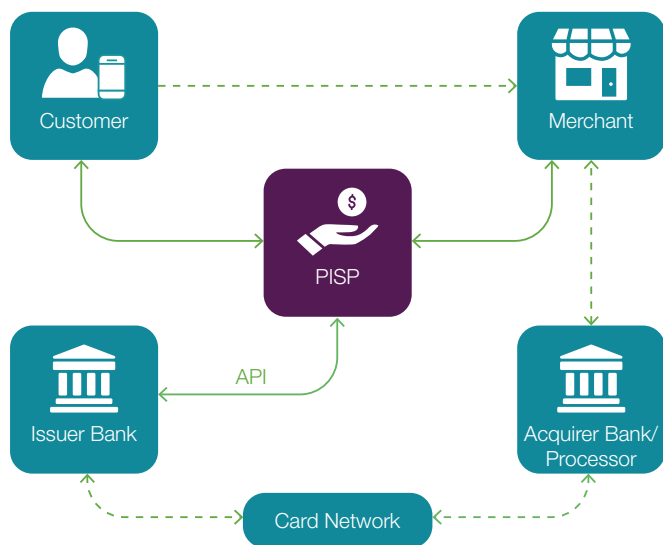 Customer
Merchant
$
PISP
API
Issuer Bank
Acquirer Bank/
Processor
Card Network